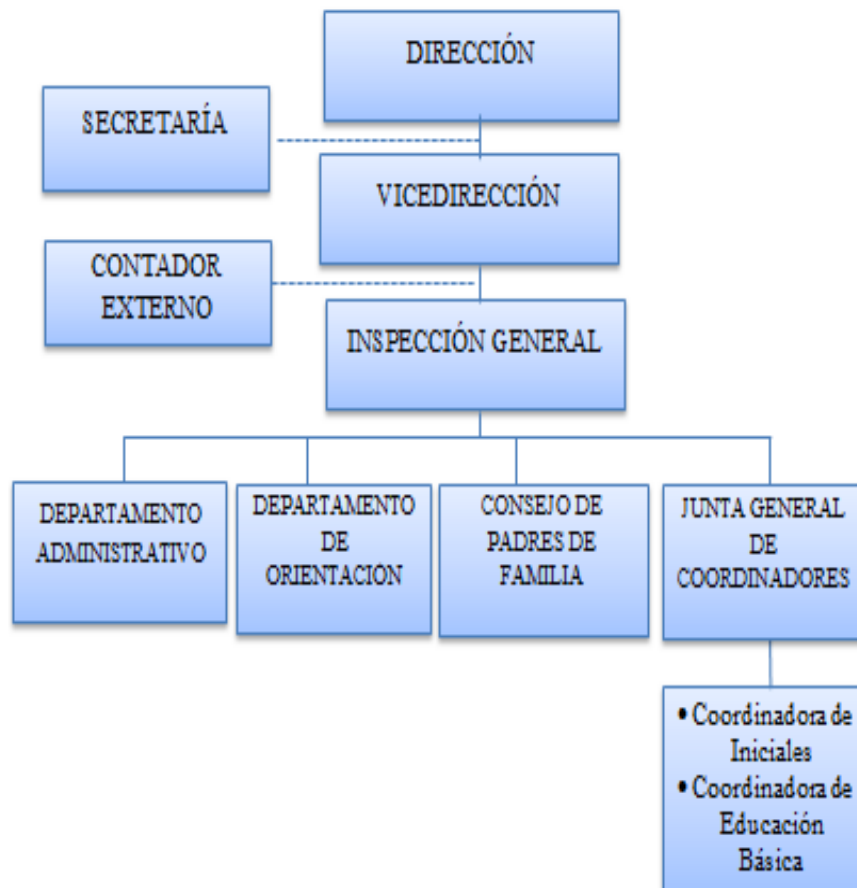 DIRECCIÓN
SECRETARÍA
VICEDIRECCIÓN
CONTADOR
EXTERNO
INSPECCIÓN GENERAL
DEPARTAMENTO
ADMINISTRATIVO
DEPARTAMENTO
DE
ORIENTACIÓN
CONSEJO DE
PADRES DE
FAMILIA
JUNTA GENERAL
DE
COORDINADORES
• Coordinadora de
Iniciales
• Coordinadora de
Educación
Básica